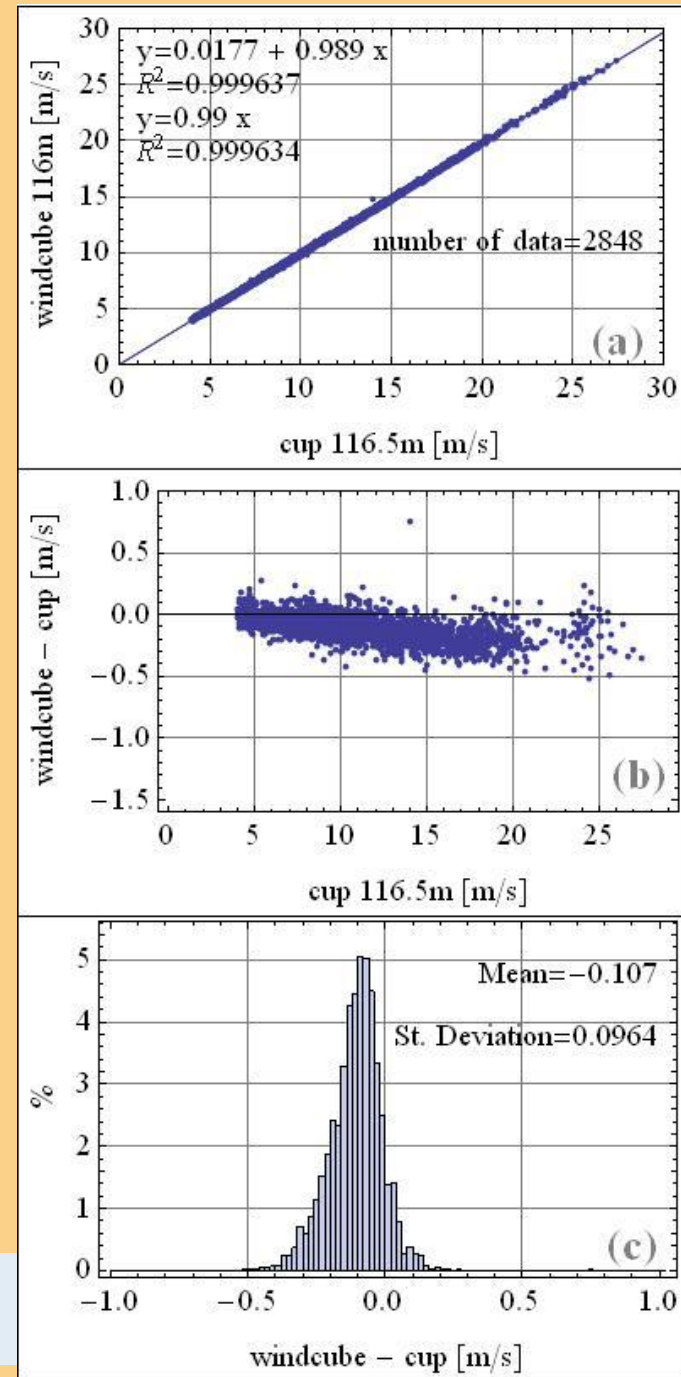 30
25
20
15
10
5
0
windcube 116m [m/s]
y=0.0177 + 0.989 x
R²=0.999637
y=0.99 x
R²=0.999634
number of data=2848
(a)
0 5 10 15 20 25 30
cup 116.5m [m/s]
1.0
0.5
0.0
−0.5
−1.0
−1.5
windcube − cup [m/s]
(b)
0 5 10 15 20 25
cup 116.5m [m/s]
5
4
3
2
1
0
%
Mean=−0.107
St. Deviation=0.0964
(c)
−1.0 −0.5 0.0 0.5 1.0
windcube − cup [m/s]